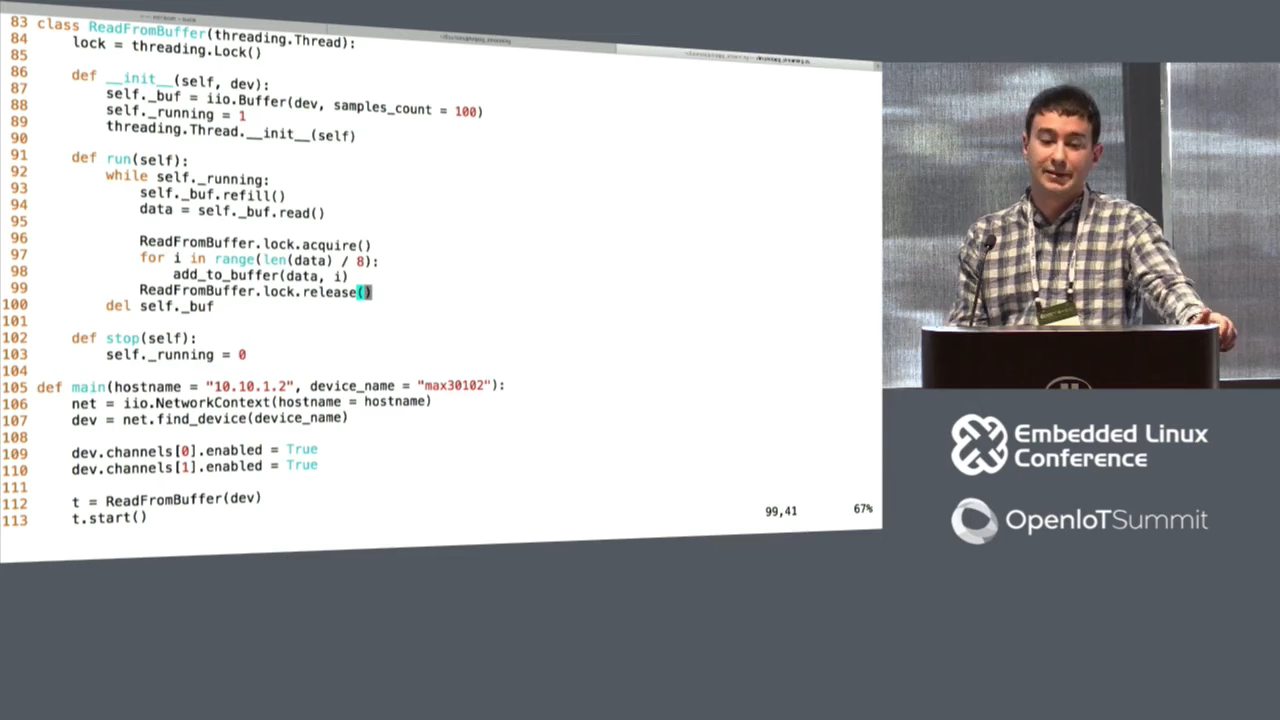 83 class ReadFromBuffer(threading.Thread):
84     lock = threading.Lock()
85
86     def __init__(self, dev):
87         self._buf = iio.Buffer(dev, samples_count = 100)
88         self._running = 1
89         threading.Thread.__init__(self)
90
91     def run(self):
92         while self._running:
93             self._buf.refill()
94             data = self._buf.read()
95
96             ReadFromBuffer.lock.acquire()
97             for i in range(len(data) / 8):
98                 add_to_buffer(data, i)
99             ReadFromBuffer.lock.release()
100         del self._buf
101
102     def stop(self):
103         self._running = 0
104
105 def main(hostname = "10.10.1.2", device_name = "max30102"):
106     net = iio.NetworkContext(hostname = hostname)
107     dev = net.find_device(device_name)
108
109     dev.channels[0].enabled = True
110     dev.channels[1].enabled = True
111
112     t = ReadFromBuffer(dev)
113     t.start()
99,41 67%
Embedded Linux
Conference
OpenIoTSummit